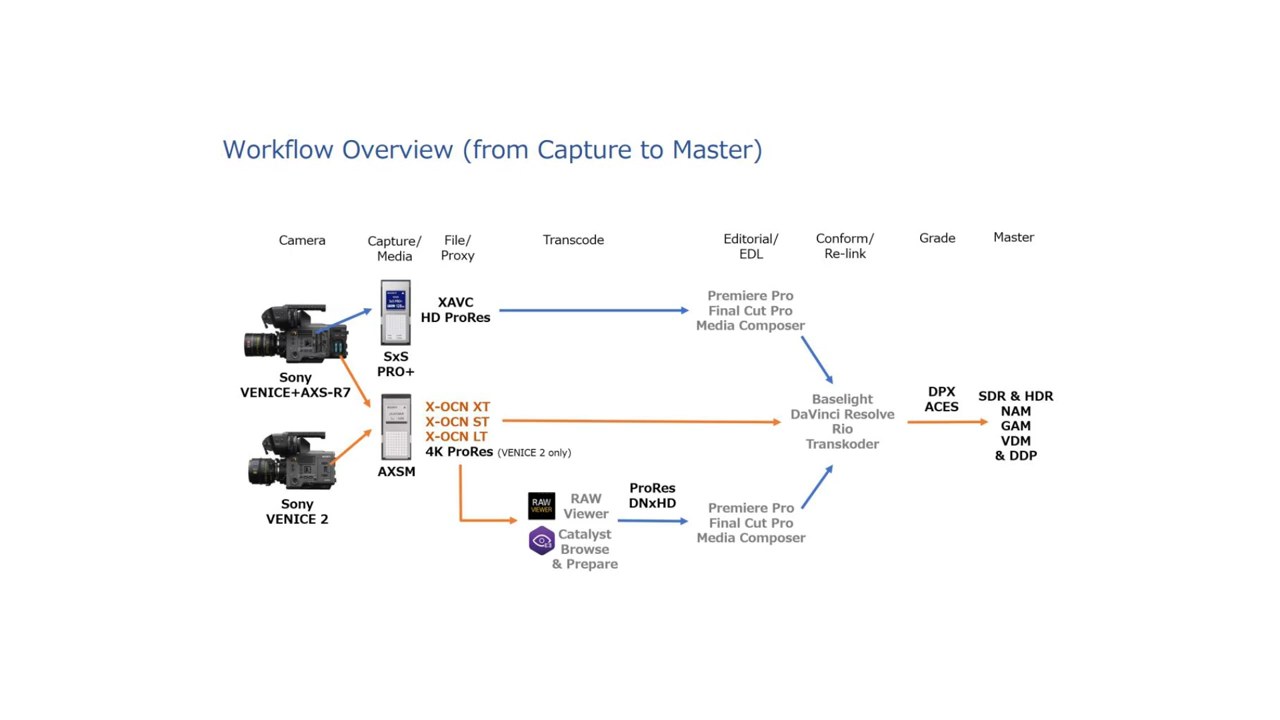 Workflow Overview (from Capture to Master)
Camera
Capture/
Media
File/
Proxy
Transcode
Editorial/
EDL
Conform/
Re-link
Grade
Master
Sony
VENICE+AXS-R7
SxS
PRO+
XAVC
HD ProRes
Premiere Pro
Final Cut Pro
Media Composer
Sony
VENICE 2
AXSM
X-OCN XT
X-OCN ST
X-OCN LT
4K ProRes (VENICE 2 only)
Baselight
DaVinci Resolve
Rio
Transkoder
DPX
ACES
SDR & HDR
NAM
GAM
VDM
& DDP
RAW
VIEWER
RAW
Viewer
Catalyst
Browse
& Prepare
ProRes
DNxHD
Premiere Pro
Final Cut Pro
Media Composer